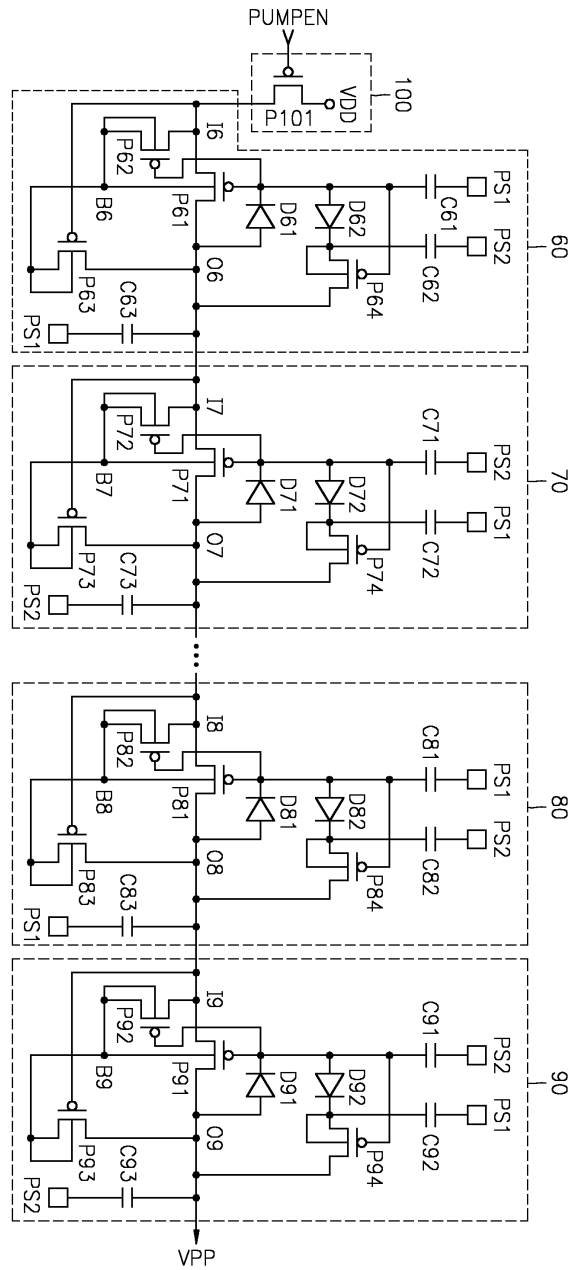 PUMPEN
VDD
P101
100
I6
P62
P61
B6
D61
O6
P63
C63
PS1
D62
P64
C61
C62
PS1
PS2
60
I7
P72
P71
B7
D71
O7
P73
C73
PS2
D72
P74
C71
C72
PS2
PS1
70
I8
P82
P81
B8
D81
O8
P83
C83
PS1
D82
P84
C81
C82
PS1
PS2
80
I9
P92
P91
B9
D91
O9
P93
C93
PS2
D92
P94
C91
C92
PS2
PS1
90
VPP